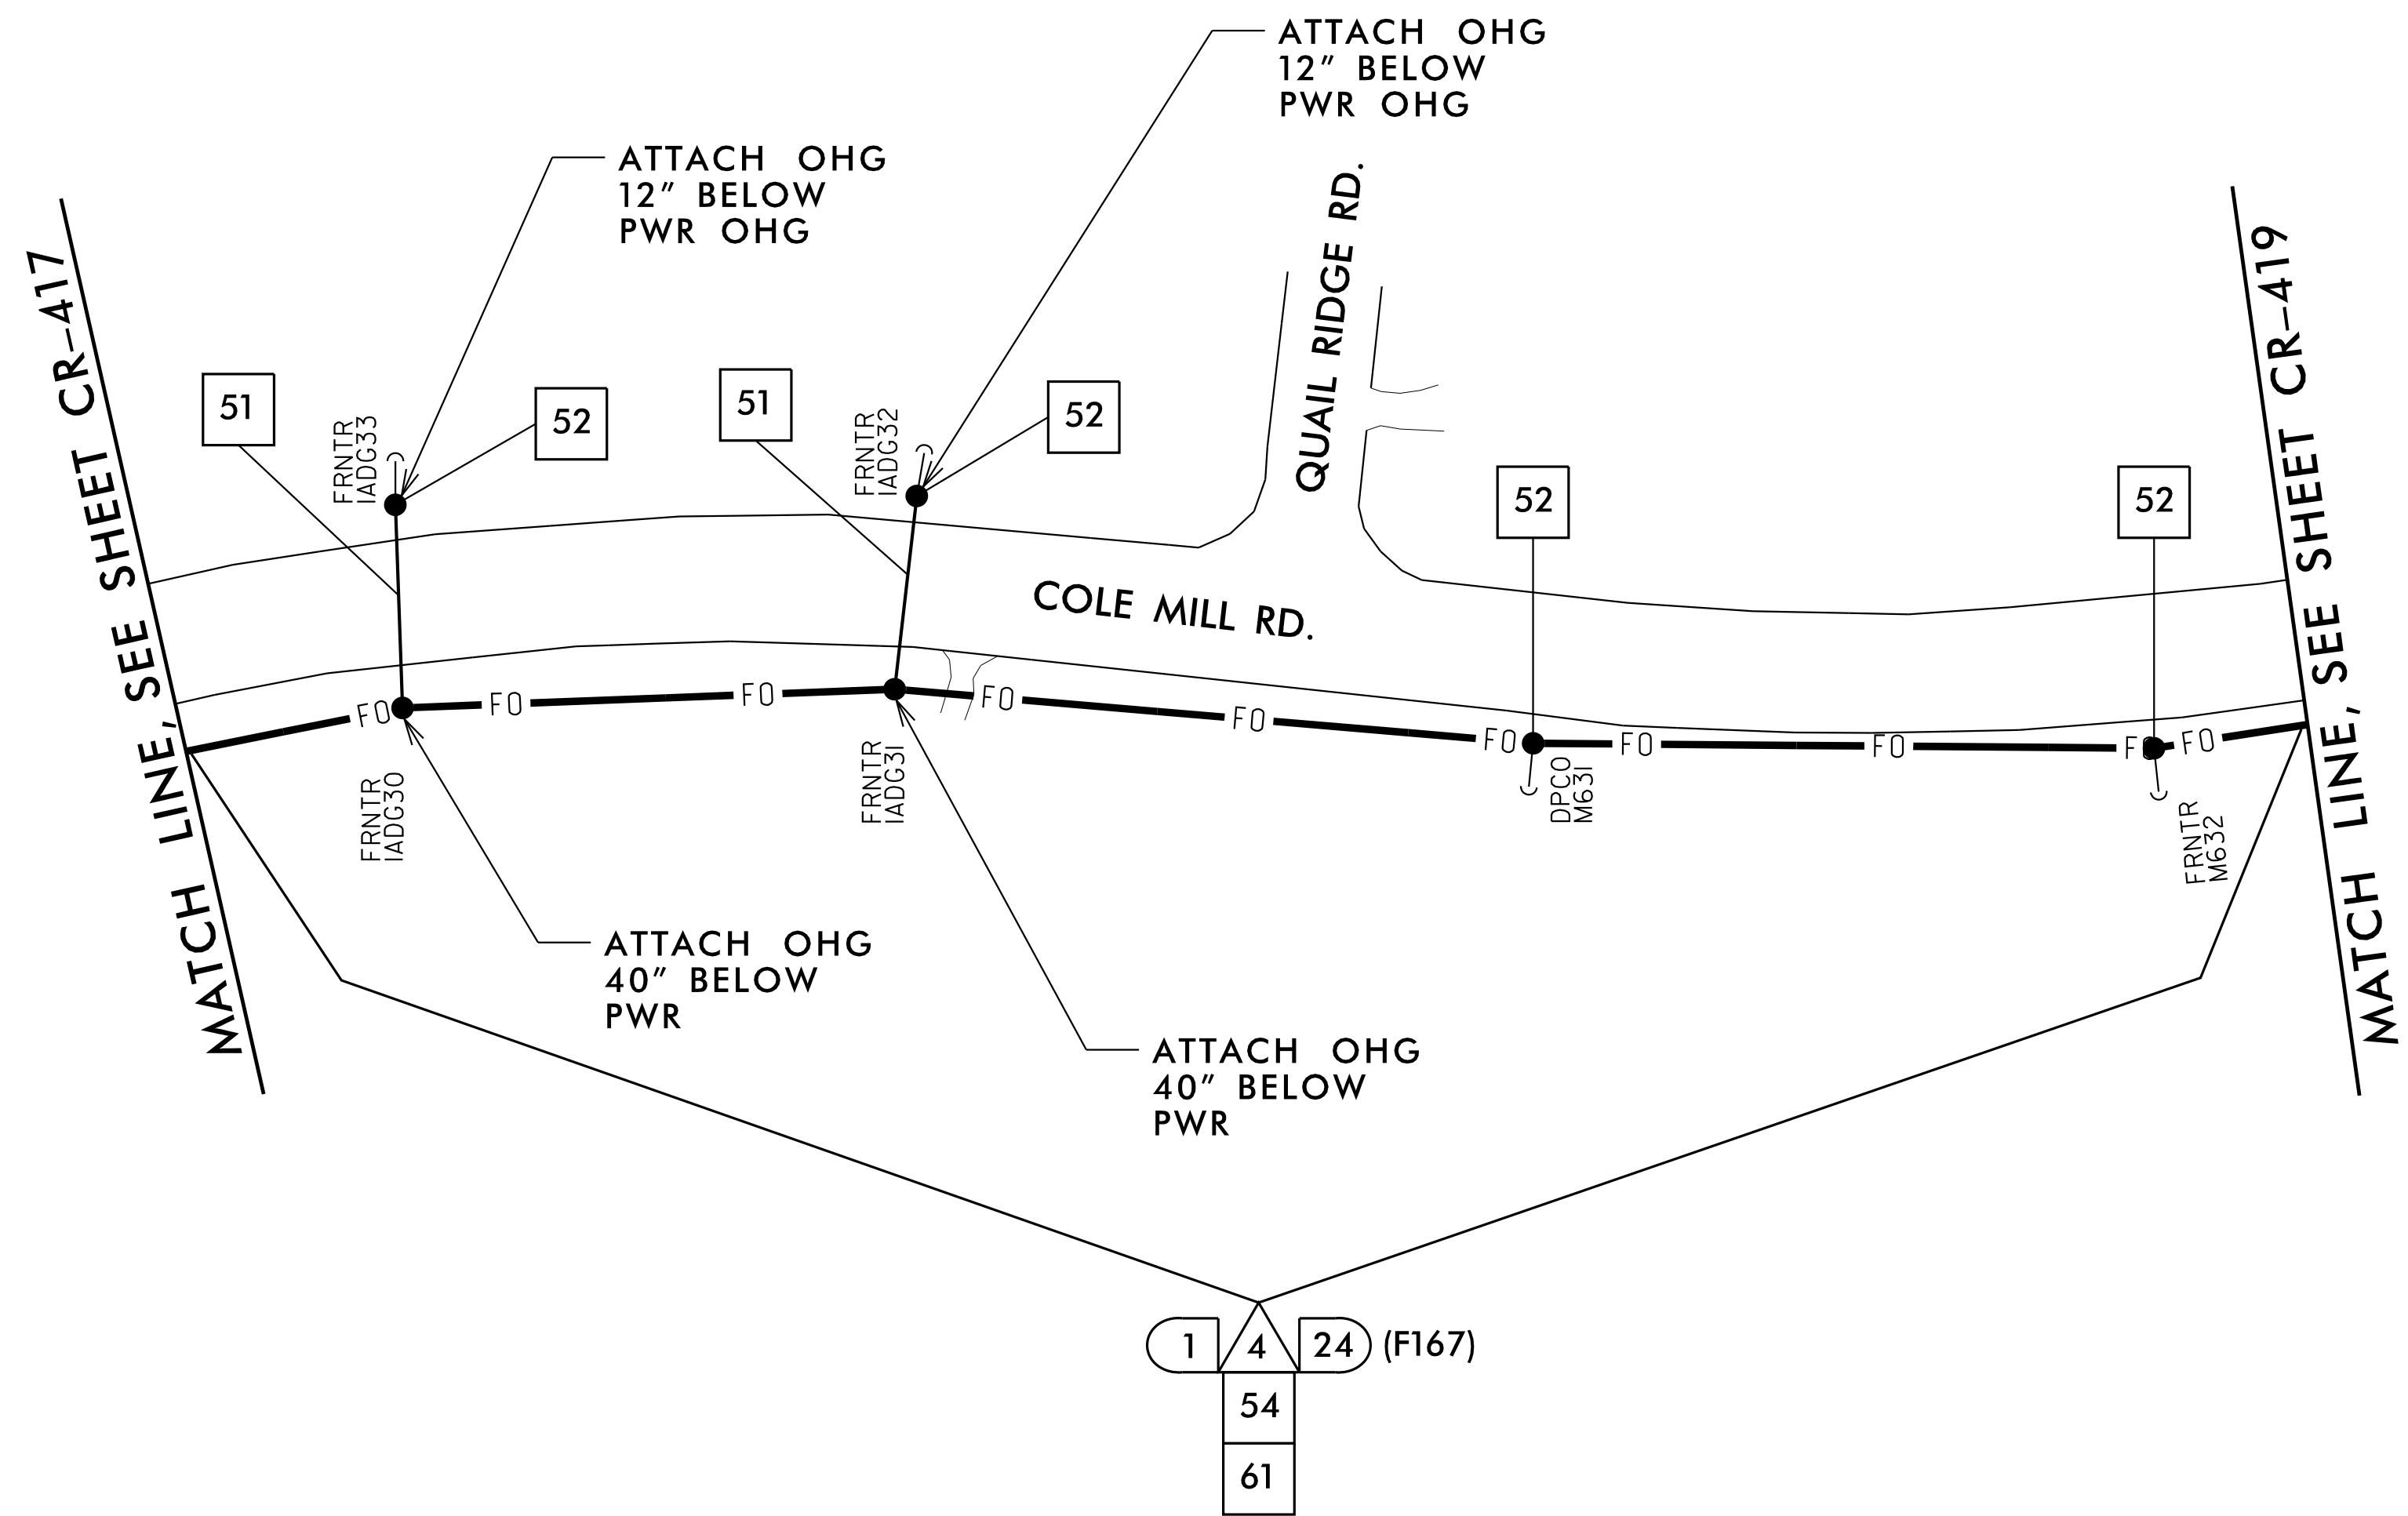 ATTACH OHG
12" BELOW
PWR OHG
ATTACH OHG
12" BELOW
PWR OHG
QUAIL RIDGE RD.
MATCH LINE, SEE SHEET CR-417
MATCH LINE, SEE SHEET CR-419
51
FRNTR
IADG33
52
51
FRNTR
IADG32
52
52
52
COLE MILL RD.
FO
FO
FO
FO
FO
FO
FO
FO
FO
FRNTR
IADG30
FRNTR
IADG31
DPCO
M631
FRNTR
M632
ATTACH OHG
40" BELOW
PWR
ATTACH OHG
40" BELOW
PWR
1
4
24
(F167)
54
61